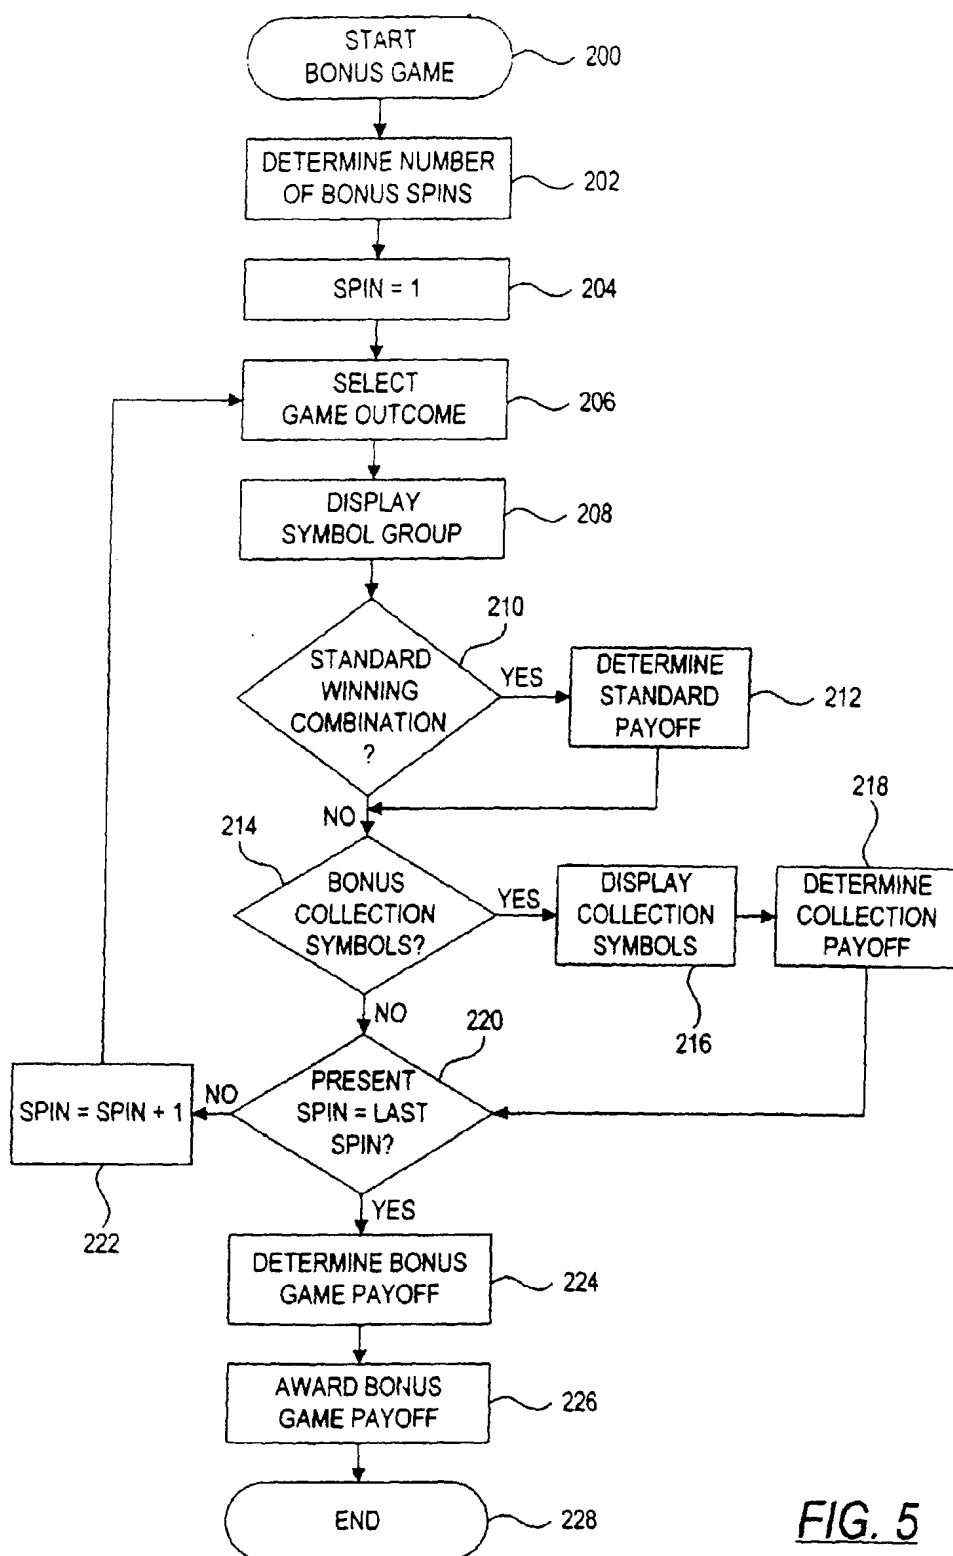 START
BONUS GAME
200
DETERMINE NUMBER
OF BONUS SPINS
202
SPIN = 1
204
SELECT
GAME OUTCOME
206
DISPLAY
SYMBOL GROUP
208
210
STANDARD
WINNING
COMBINATION
?
YES
DETERMINE
STANDARD
PAYOFF
212
NO
214
BONUS
COLLECTION
SYMBOLS?
YES
DISPLAY
COLLECTION
SYMBOLS
216
218
DETERMINE
COLLECTION
PAYOFF
NO
220
PRESENT
SPIN = LAST
SPIN?
NO
SPIN = SPIN + 1
222
YES
DETERMINE BONUS
GAME PAYOFF
224
AWARD BONUS
GAME PAYOFF
226
END
228
FIG. 5